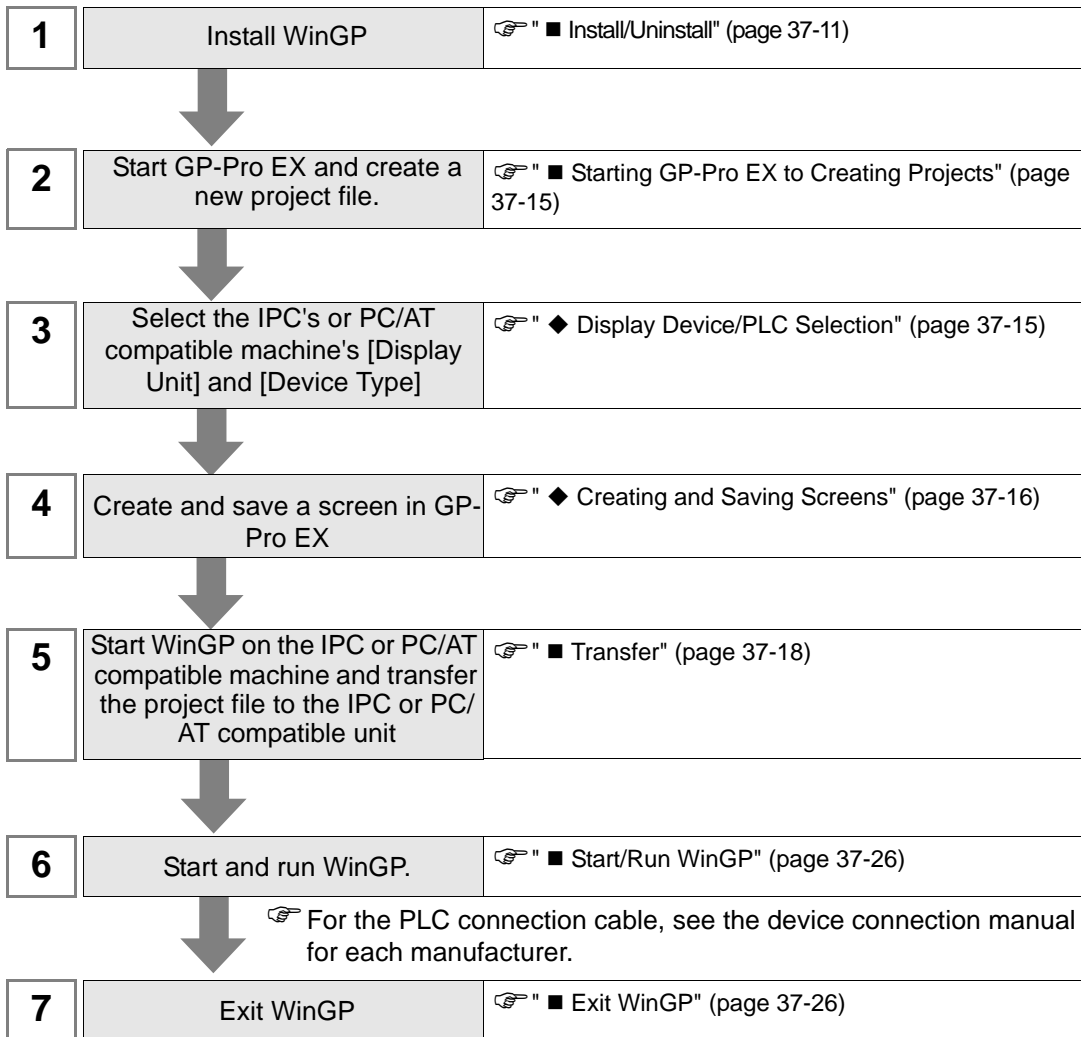 1
Install WinGP
☞ " ■ Install/Uninstall" (page 37-11)
2
Start GP-Pro EX and create a
new project file.
☞ " ■ Starting GP-Pro EX to Creating Projects" (page
37-15)
3
Select the IPC's or PC/AT
compatible machine's [Display
Unit] and [Device Type]
☞ " ◆ Display Device/PLC Selection" (page 37-15)
4
Create and save a screen in GP-
Pro EX
☞ " ◆ Creating and Saving Screens" (page 37-16)
5
Start WinGP on the IPC or PC/AT
compatible machine and transfer
the project file to the IPC or PC/
AT compatible unit
☞ " ■ Transfer" (page 37-18)
6
Start and run WinGP.
☞ " ■ Start/Run WinGP" (page 37-26)
☞ For the PLC connection cable, see the device connection manual
for each manufacturer.
7
Exit WinGP
☞ " ■ Exit WinGP" (page 37-26)